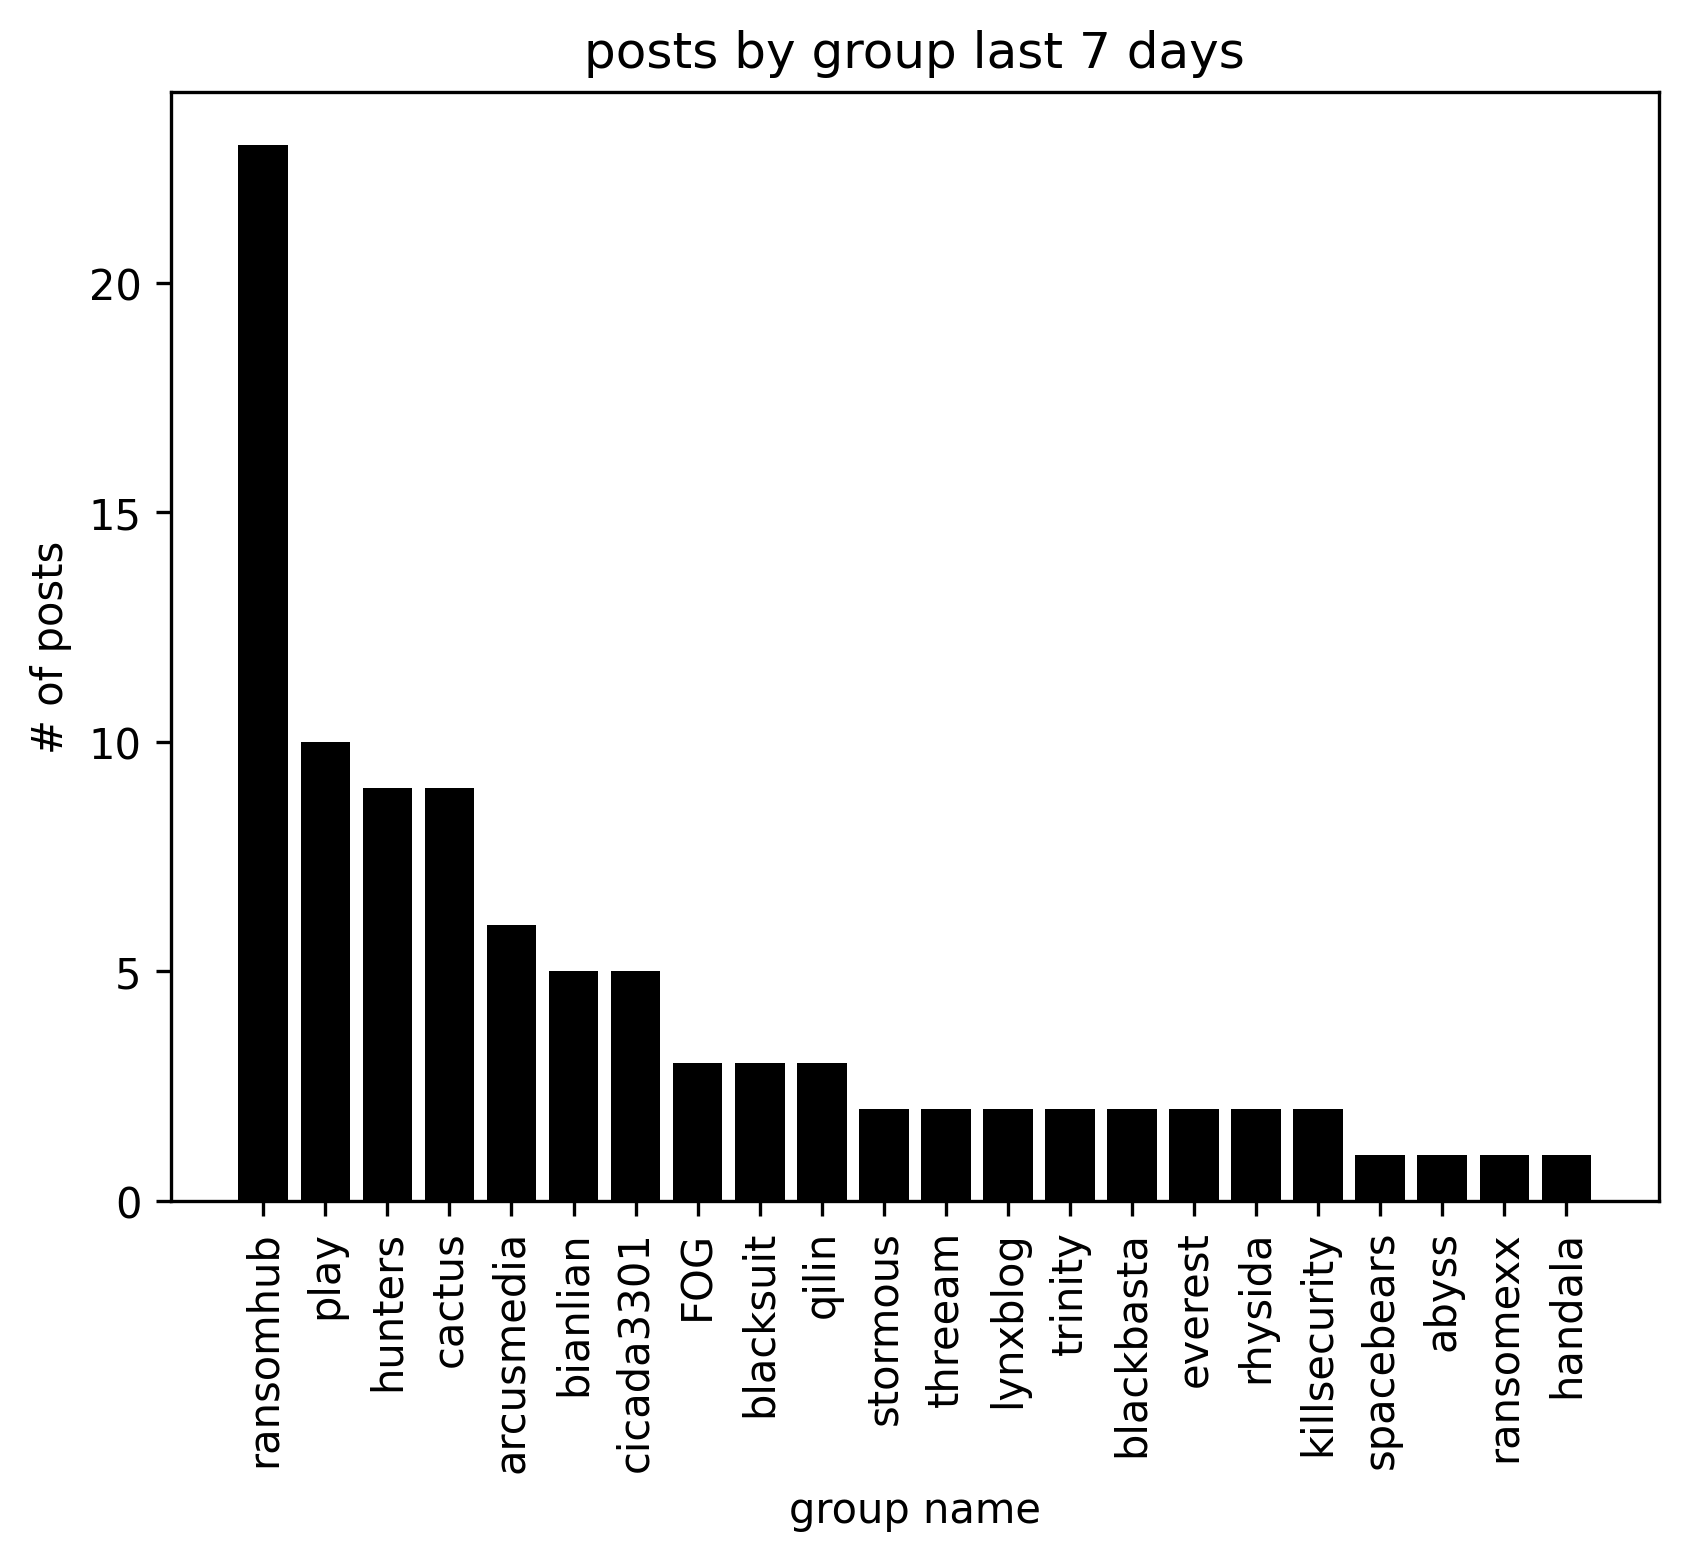 posts by group last 7 days
# of posts
20
15
10
5
0
ransomhub
play
hunters
cactus
arcusmedia
bianlian
cicada3301
FOG
blacksuit
qilin
stormous
threeam
lynxblog
trinity
blackbasta
everest
rhysida
killsecurity
spacebears
abyss
ransomexx
handala
group name